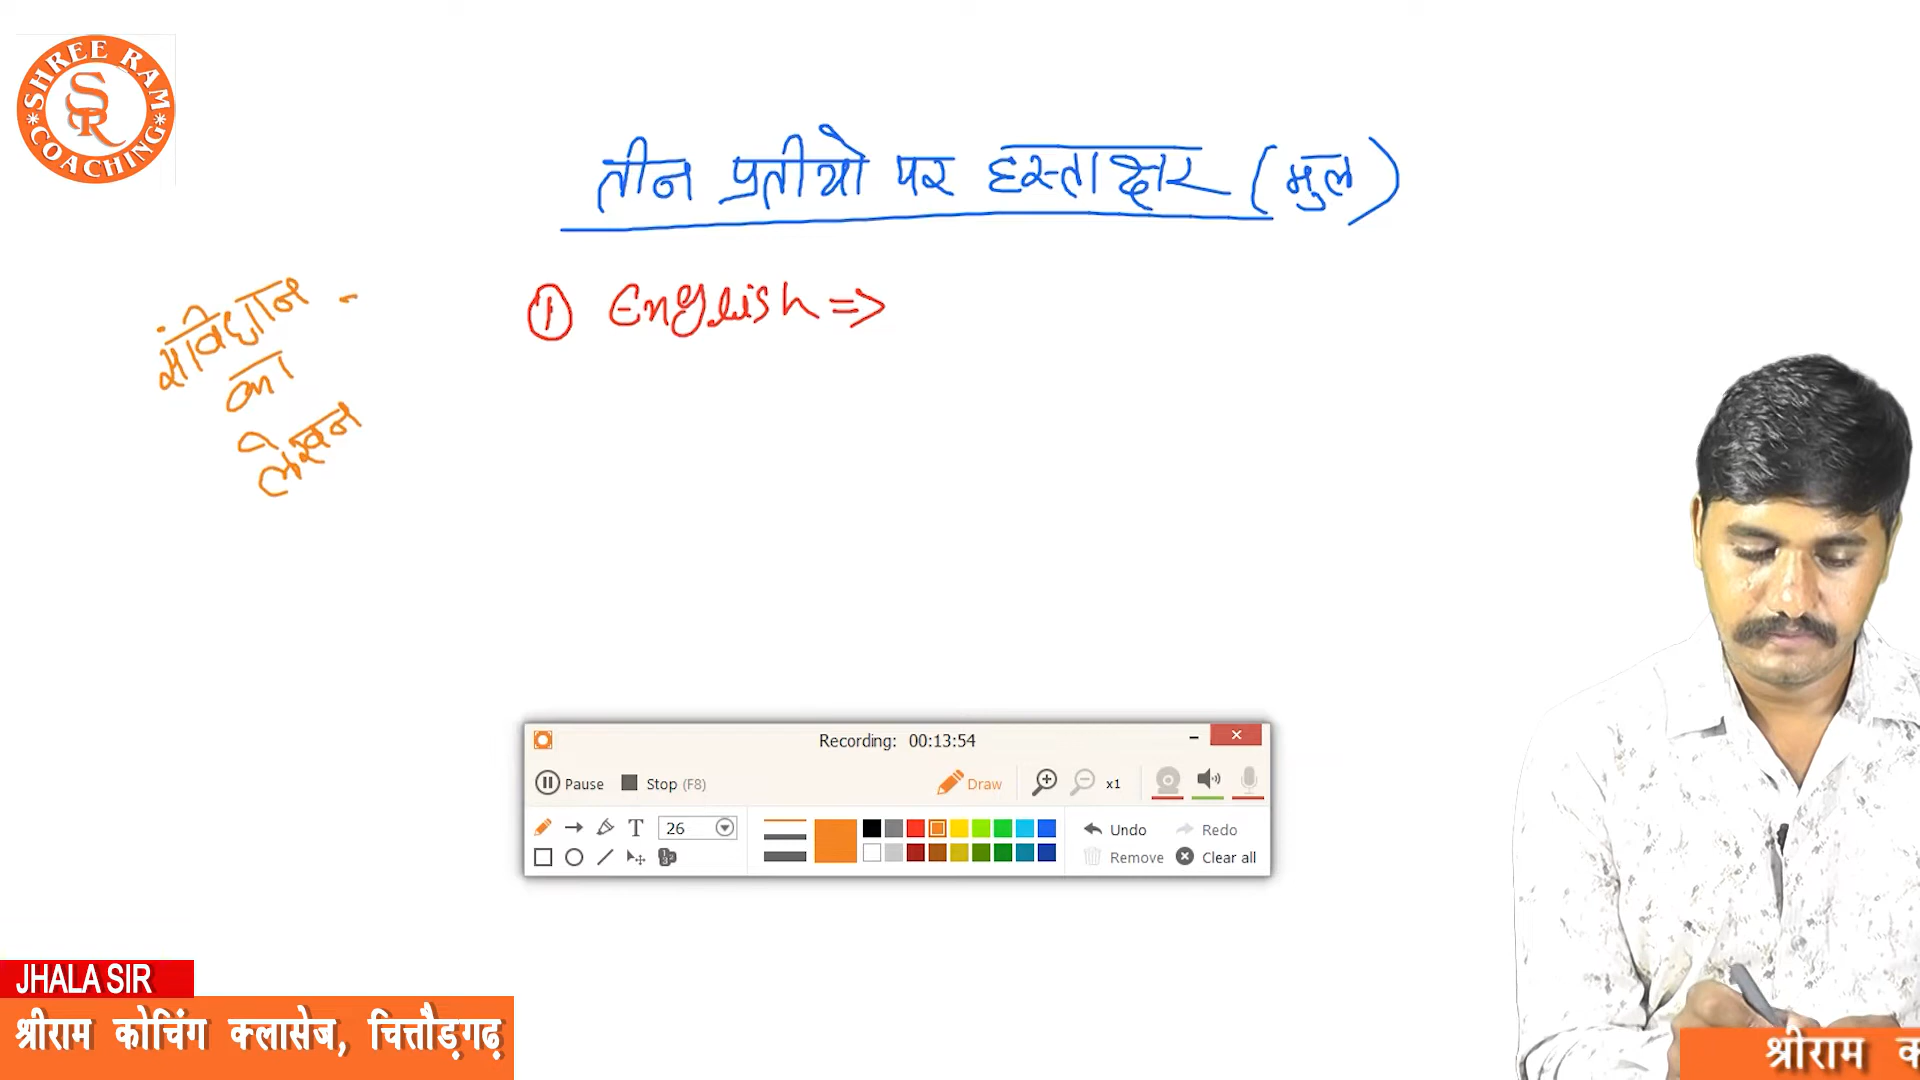 SHREE RAM
SR
COACHING
तीन प्रतीयो पर हस्ताक्षर (मुल)
संविधान -
का
लेखन
① English =>
Recording: 00:13:54
Pause Stop (F8) Draw x1
T 26 Undo Redo
Remove Clear all
JHALA SIR
श्रीराम कोचिंग क्लासेज, चित्तौड़गढ़
श्रीराम क